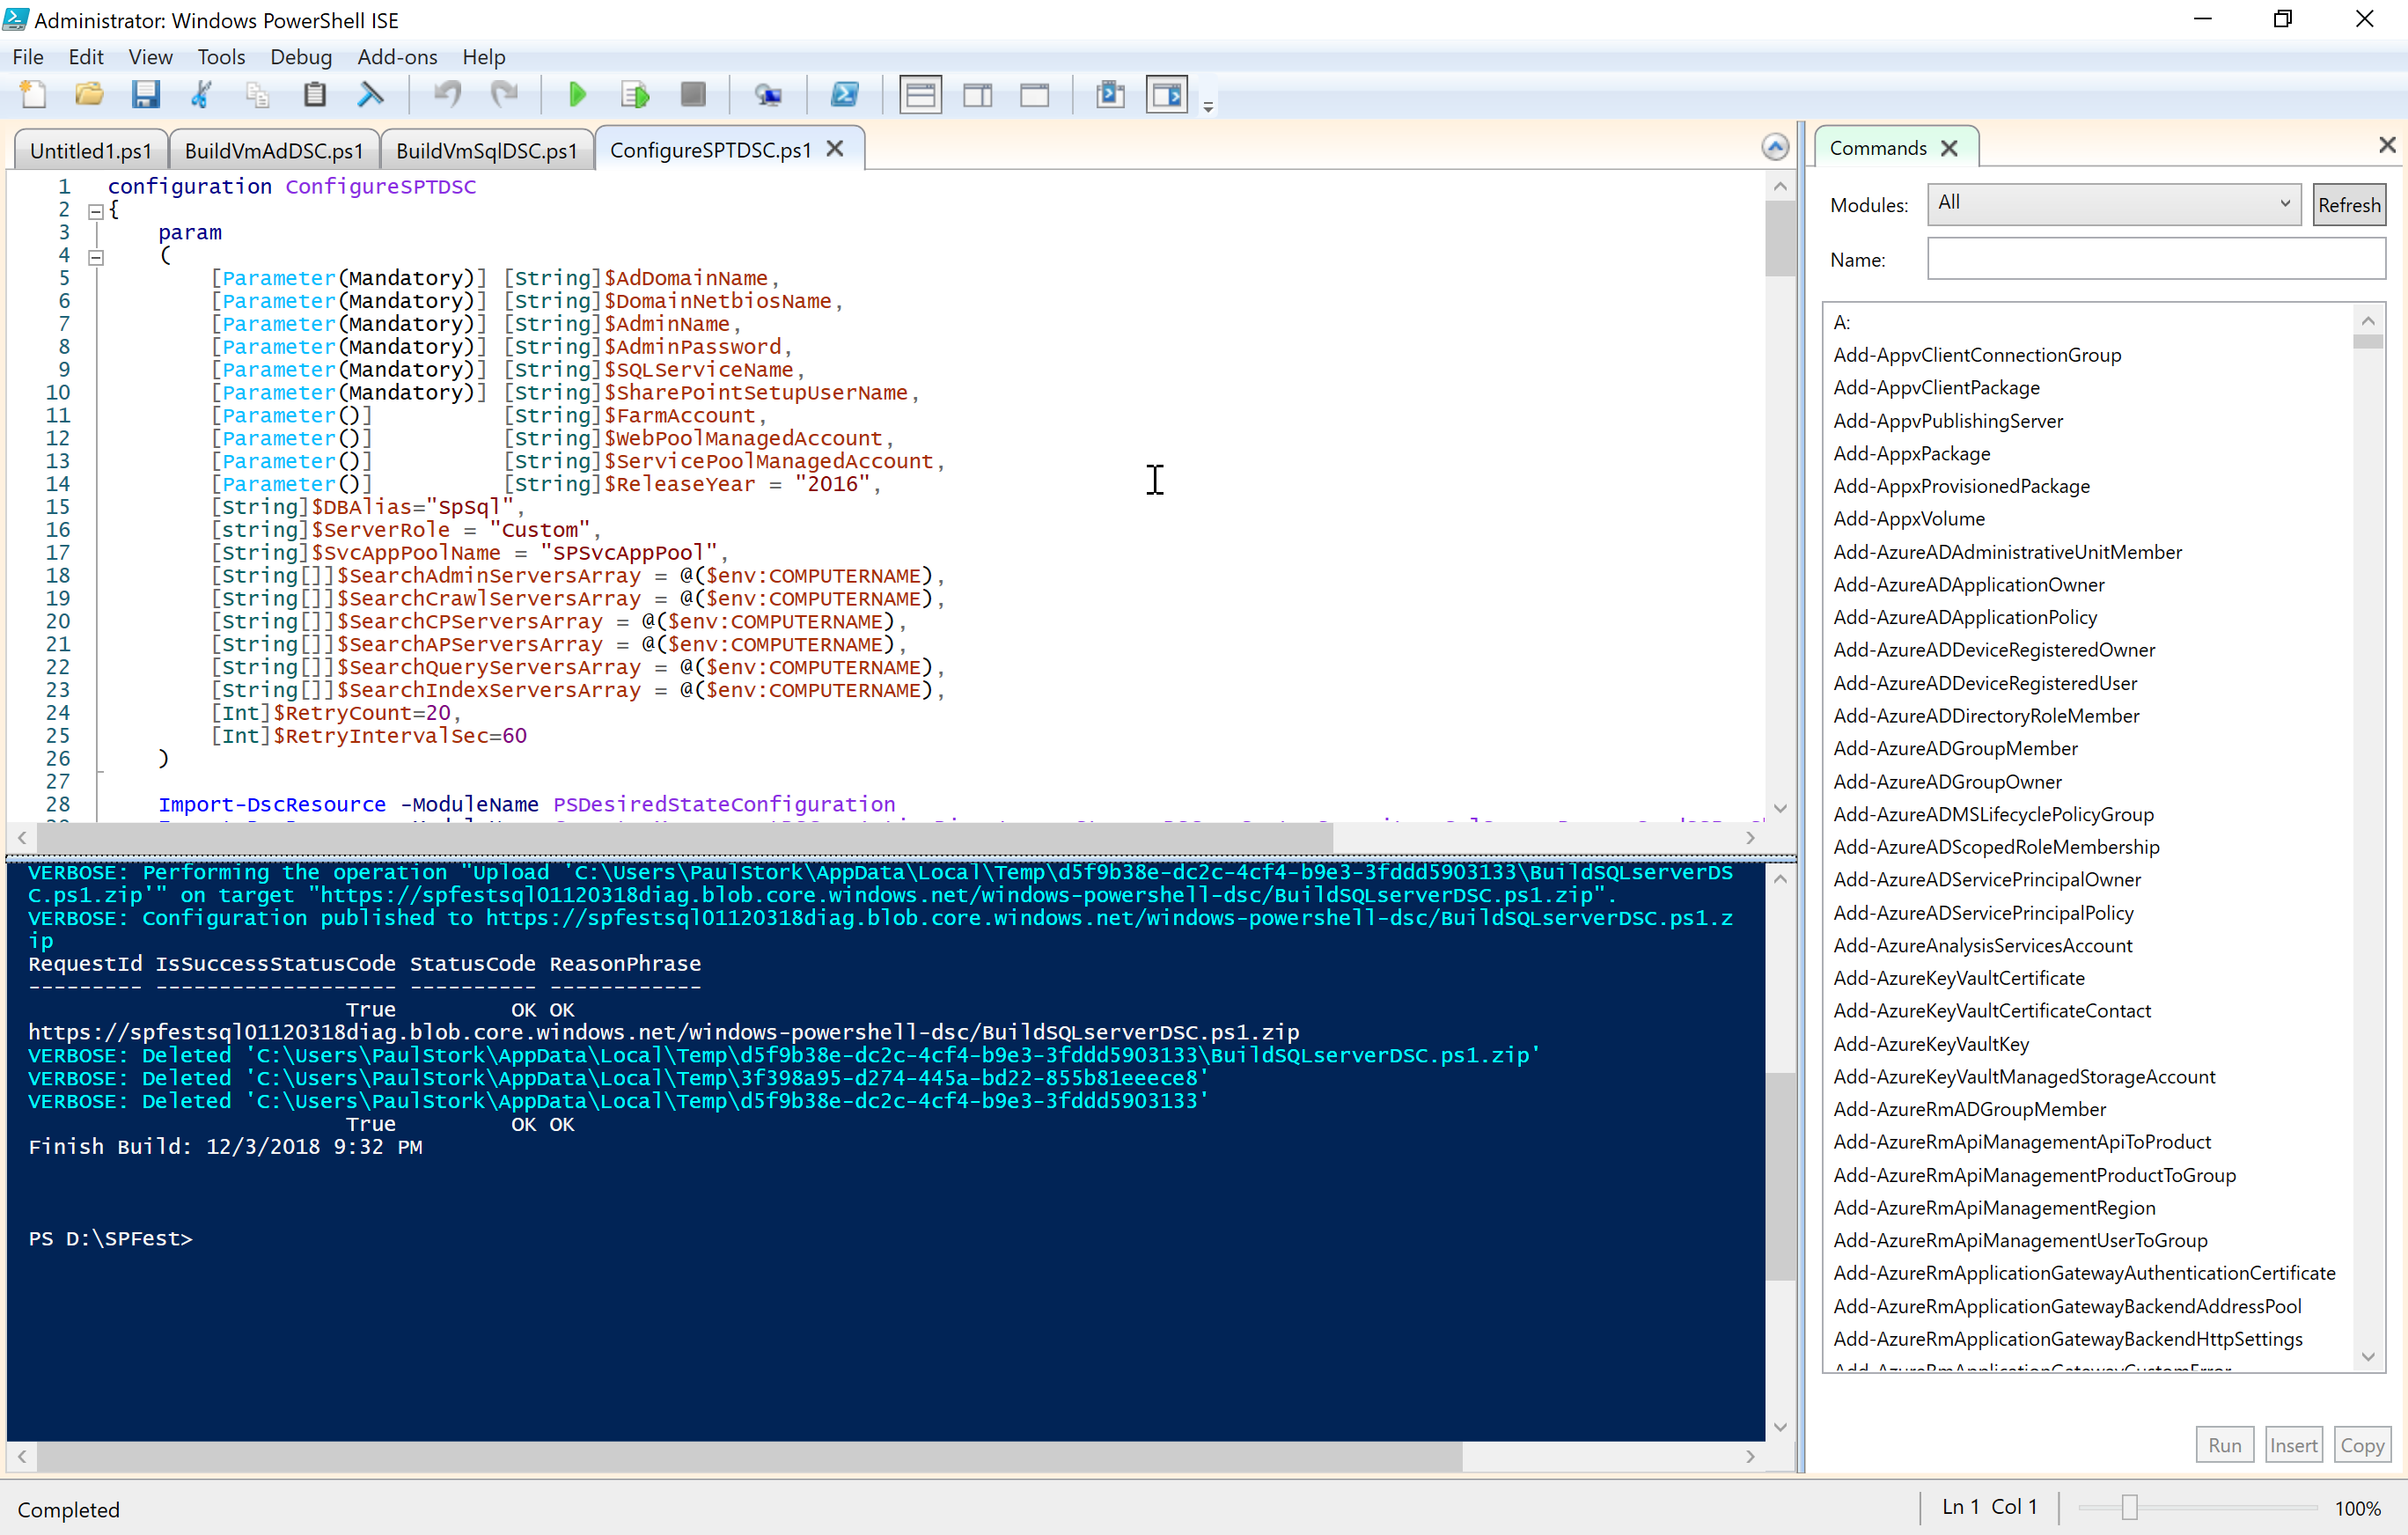 Administrator: Windows PowerShell ISE
File Edit View Tools Debug Add-ons Help
Untitled1.ps1 BuildVmAdDSC.ps1 BuildVmSqlDSC.ps1 ConfigureSPTDSC.ps1
1 configuration ConfigureSPTDSC
2 {
3 param
4 (
5 [Parameter(Mandatory)] [String]$AdDomainName,
6 [Parameter(Mandatory)] [String]$DomainNetbiosName,
7 [Parameter(Mandatory)] [String]$AdminName,
8 [Parameter(Mandatory)] [String]$AdminPassword,
9 [Parameter(Mandatory)] [String]$SQLServiceName,
10 [Parameter(Mandatory)] [String]$SharePointSetupUserName,
11 [Parameter()] [String]$FarmAccount,
12 [Parameter()] [String]$WebPoolManagedAccount,
13 [Parameter()] [String]$ServicePoolManagedAccount,
14 [Parameter()] [String]$ReleaseYear = "2016",
15 [String]$DBAlias="SpSql",
16 [string]$ServerRole = "Custom",
17 [String]$SvcAppPoolName = "SPSvcAppPool",
18 [String[]]$SearchAdminServersArray = @($env:COMPUTERNAME),
19 [String[]]$SearchCrawlServersArray = @($env:COMPUTERNAME),
20 [String[]]$SearchCPServersArray = @($env:COMPUTERNAME),
21 [String[]]$SearchAPServersArray = @($env:COMPUTERNAME),
22 [String[]]$SearchQueryServersArray = @($env:COMPUTERNAME),
23 [String[]]$SearchIndexServersArray = @($env:COMPUTERNAME),
24 [Int]$RetryCount=20,
25 [Int]$RetryIntervalSec=60
26 )
27
28 Import-DscResource -ModuleName PSDesiredStateConfiguration
VERBOSE: Performing the operation "Upload 'C:\Users\PaulStork\AppData\Local\Temp\d5f9b38e-dc2c-4cf4-b9e3-3fddd5903133\BuildSQLserverDS
C.ps1.zip'" on target "https://spfestsql01120318diag.blob.core.windows.net/windows-powershell-dsc/BuildSQLserverDSC.ps1.zip".
VERBOSE: Configuration published to https://spfestsql01120318diag.blob.core.windows.net/windows-powershell-dsc/BuildSQLserverDSC.ps1.z
ip
RequestId IsSuccessStatusCode StatusCode ReasonPhrase
--------- ------------------- ---------- ------------
True OK OK
https://spfestsql01120318diag.blob.core.windows.net/windows-powershell-dsc/BuildSQLserverDSC.ps1.zip
VERBOSE: Deleted 'C:\Users\PaulStork\AppData\Local\Temp\d5f9b38e-dc2c-4cf4-b9e3-3fddd5903133\BuildSQLserverDSC.ps1.zip'
VERBOSE: Deleted 'C:\Users\PaulStork\AppData\Local\Temp\3f398a95-d274-445a-bd22-855b81eeece8'
VERBOSE: Deleted 'C:\Users\PaulStork\AppData\Local\Temp\d5f9b38e-dc2c-4cf4-b9e3-3fddd5903133'
True OK OK
Finish Build: 12/3/2018 9:32 PM
PS D:\SPFest>
Commands
Modules: All Refresh
Name:
A:
Add-AppvClientConnectionGroup
Add-AppvClientPackage
Add-AppvPublishingServer
Add-AppxPackage
Add-AppxProvisionedPackage
Add-AppxVolume
Add-AzureADAdministrativeUnitMember
Add-AzureADApplicationOwner
Add-AzureADApplicationPolicy
Add-AzureADDeviceRegisteredOwner
Add-AzureADDeviceRegisteredUser
Add-AzureADDirectoryRoleMember
Add-AzureADGroupMember
Add-AzureADGroupOwner
Add-AzureADMSLifecyclePolicyGroup
Add-AzureADScopedRoleMembership
Add-AzureADServicePrincipalOwner
Add-AzureADServicePrincipalPolicy
Add-AzureAnalysisServicesAccount
Add-AzureKeyVaultCertificate
Add-AzureKeyVaultCertificateContact
Add-AzureKeyVaultKey
Add-AzureKeyVaultManagedStorageAccount
Add-AzureRmADGroupMember
Add-AzureRmApiManagementApiToProduct
Add-AzureRmApiManagementProductToGroup
Add-AzureRmApiManagementRegion
Add-AzureRmApiManagementUserToGroup
Add-AzureRmApplicationGatewayAuthenticationCertificate
Add-AzureRmApplicationGatewayBackendAddressPool
Add-AzureRmApplicationGatewayBackendHttpSettings
Add-AzureRmApplicationGatewayCustomError
Run Insert Copy
Completed
Ln 1 Col 1 100%